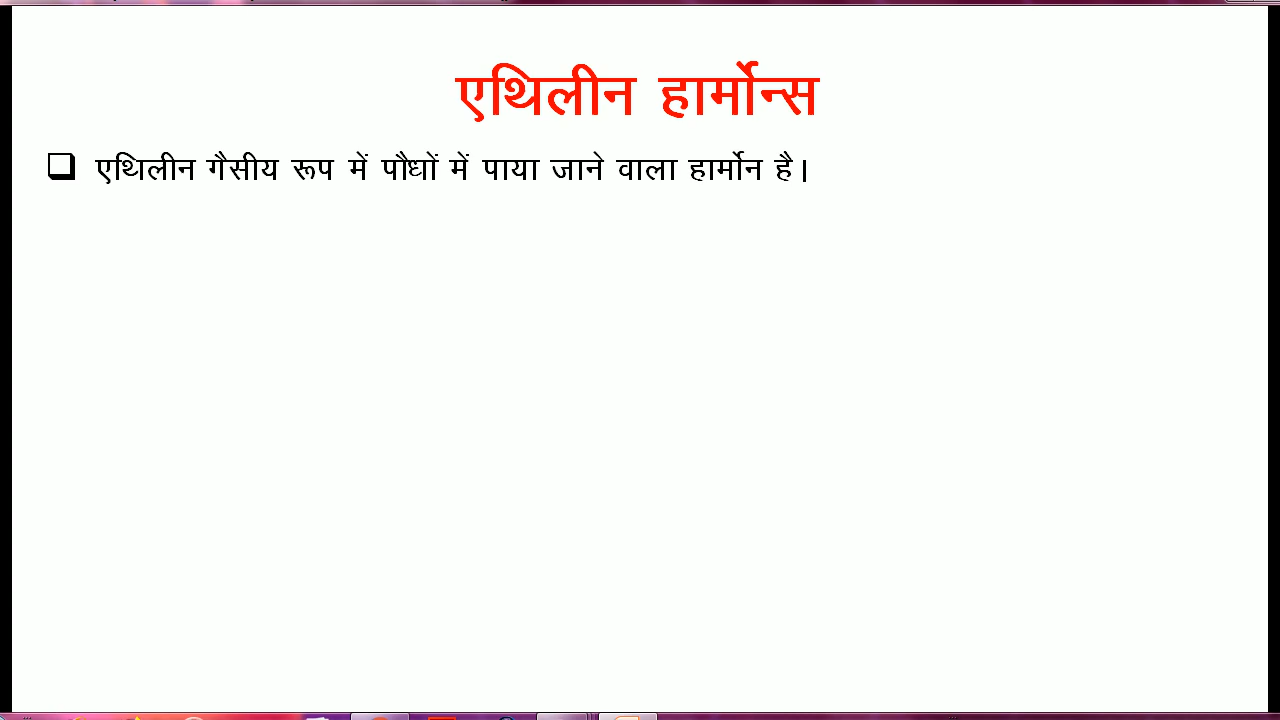 एथिलीन हार्मोन्स
एथिलीन गैसीय रूप में पौधों में पाया जाने वाला हार्मोन है।